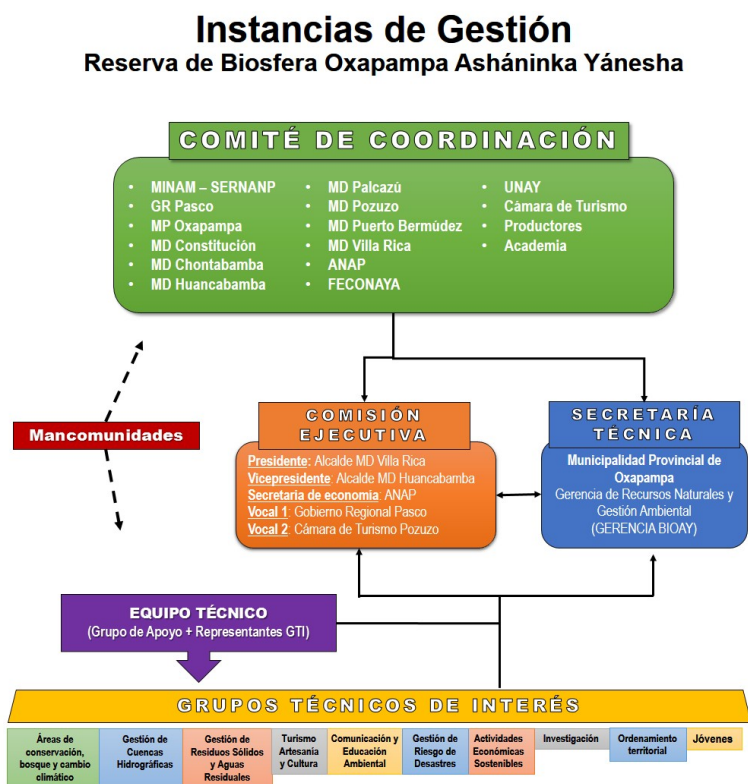 Instancias de Gestión
Reserva de Biosfera Oxapampa Asháninka Yánesha
COMITÉ DE COORDINACIÓN
• MINAM – SERNANP
• GR Pasco
• MP Oxapampa
• MD Constitución
• MD Chontabamba
• MD Huancabamba
• MD Palcazú
• MD Pozuzo
• MD Puerto Bermúdez
• MD Villa Rica
• ANAP
• FECONAYA
• UNAY
• Cámara de Turismo
• Productores
• Academia
Mancomunidades
COMISIÓN
EJECUTIVA
Presidente: Alcalde MD Villa Rica
Vicepresidente: Alcalde MD Huancabamba
Secretaria de economía: ANAP
Vocal 1: Gobierno Regional Pasco
Vocal 2: Cámara de Turismo Pozuzo
SECRETARÍA
TÉCNICA
Municipalidad Provincial de
Oxapampa
Gerencia de Recursos Naturales y
Gestión Ambiental
(GERENCIA BIOAY)
EQUIPO TÉCNICO
(Grupo de Apoyo + Representantes GTI)
GRUPOS TÉCNICOS DE INTERÉS
Áreas de
conservación,
bosque y cambio
climático
Gestión de
Cuencas
Hidrográficas
Gestión de
Residuos Sólidos
y Aguas
Residuales
Turismo
Artesanía
y Cultura
Comunicación y
Educación
Ambiental
Gestión de
Riesgo de
Desastres
Actividades
Económicas
Sostenibles
Investigación
Ordenamiento
territorial
Jóvenes